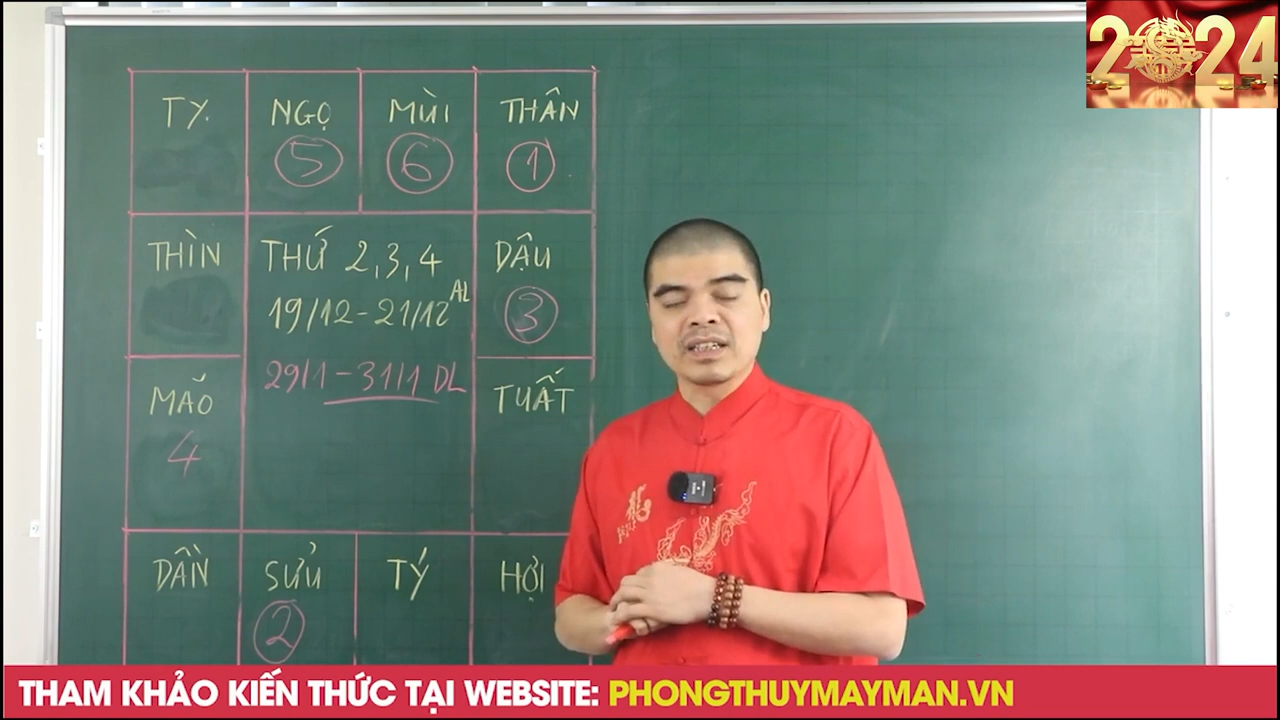 2024
TỴ NGỌ MÙI THÂN
5 6 1
THÌN THỨ 2, 3, 4 DẬU
19/12 - 21/12 AL
3
29/1 - 31/1 DL
MÃO TUẤT
4
DẦN SỬU TÝ HỢI
2
THAM KHẢO KIẾN THỨC TẠI WEBSITE: PHONGTHUYMAYMAN.VN